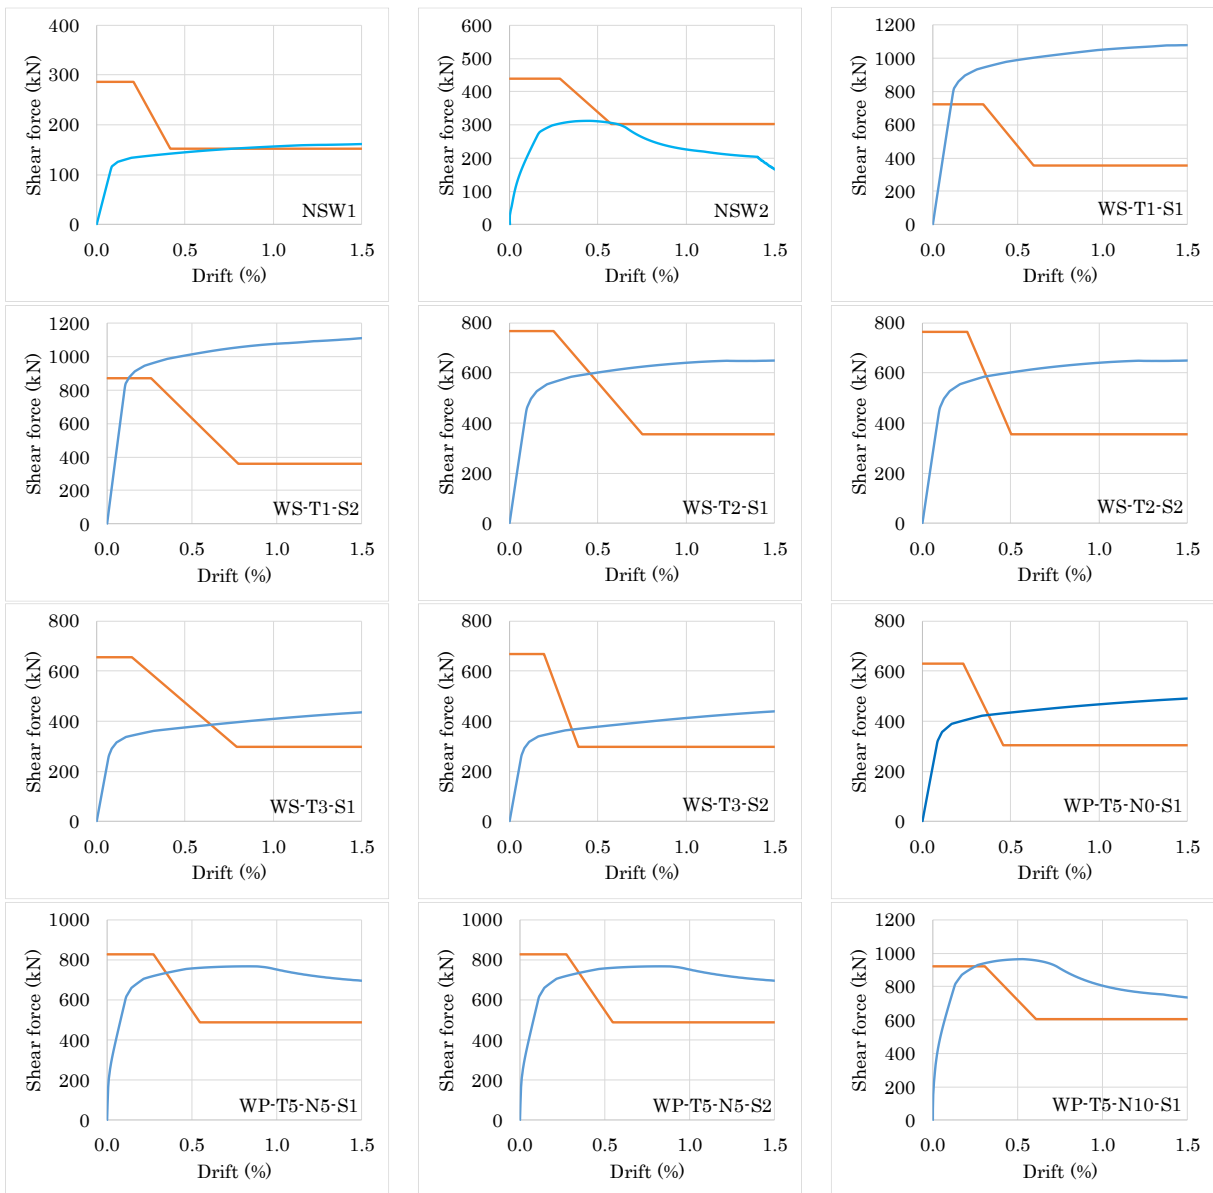 400
300
200
100
0
0.0 0.5 1.0 1.5
Shear force (kN)
Drift (%)
NSW1
600
500
400
300
200
100
0
0.0 0.5 1.0 1.5
Shear force (kN)
Drift (%)
NSW2
1200
1000
800
600
400
200
0
0.0 0.5 1.0 1.5
Shear force (kN)
Drift (%)
WS-T1-S1
1200
1000
800
600
400
200
0
0.0 0.5 1.0 1.5
Shear force (kN)
Drift (%)
WS-T1-S2
800
600
400
200
0
0.0 0.5 1.0 1.5
Shear force (kN)
Drift (%)
WS-T2-S1
800
600
400
200
0
0.0 0.5 1.0 1.5
Shear force (kN)
Drift (%)
WS-T2-S2
800
600
400
200
0
0.0 0.5 1.0 1.5
Shear force (kN)
Drift (%)
WS-T3-S1
800
600
400
200
0
0.0 0.5 1.0 1.5
Shear force (kN)
Drift (%)
WS-T3-S2
800
600
400
200
0
0.0 0.5 1.0 1.5
Shear force (kN)
Drift (%)
WP-T5-N0-S1
1000
800
600
400
200
0
0.0 0.5 1.0 1.5
Shear force (kN)
Drift (%)
WP-T5-N5-S1
1000
800
600
400
200
0
0.0 0.5 1.0 1.5
Shear force (kN)
Drift (%)
WP-T5-N5-S2
1200
1000
800
600
400
200
0
0.0 0.5 1.0 1.5
Shear force (kN)
Drift (%)
WP-T5-N10-S1